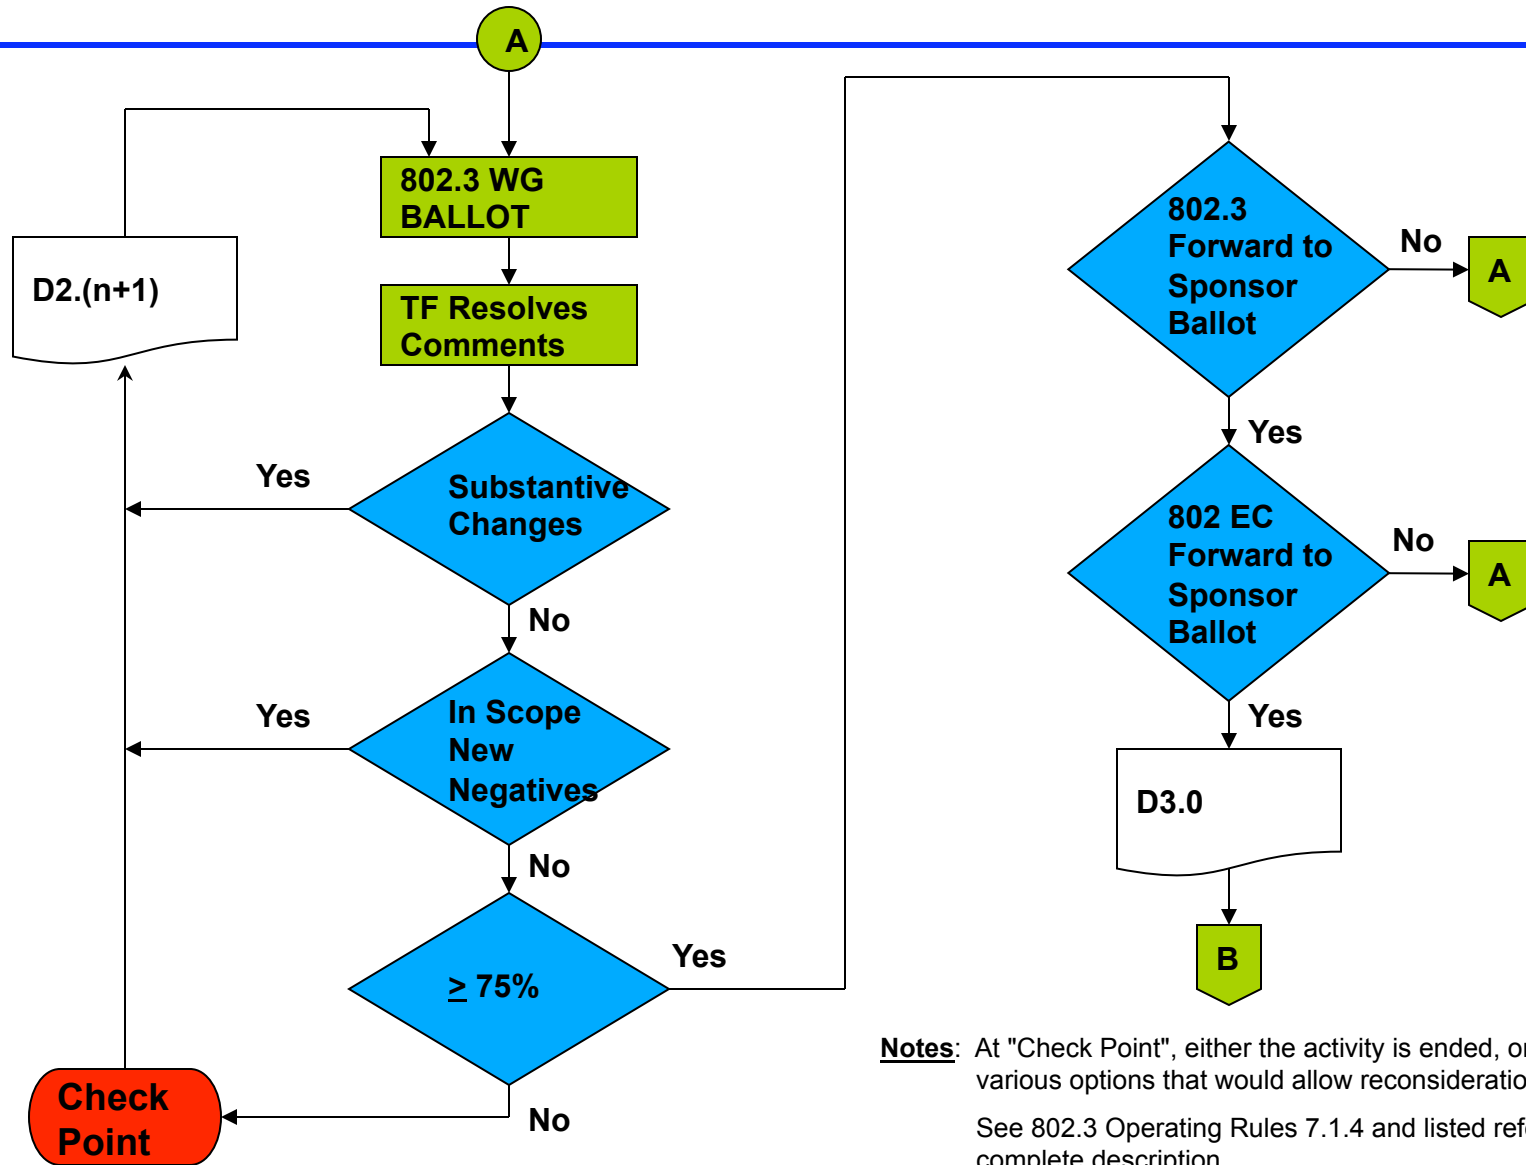 A
802.3 WG
BALLOT
D2.(n+1)
TF Resolves
Comments
Substantive
Changes
Yes
No
In Scope
New
Negatives
Yes
No
≥ 75%
Yes
No
Check
Point
802.3
Forward to
Sponsor
Ballot
No
A
Yes
802 EC
Forward to
Sponsor
Ballot
No
A
Yes
D3.0
B
Notes: At "Check Point", either the activity is ended, or
various options that would allow reconsideratio
See 802.3 Operating Rules 7.1.4 and listed refe
complete description